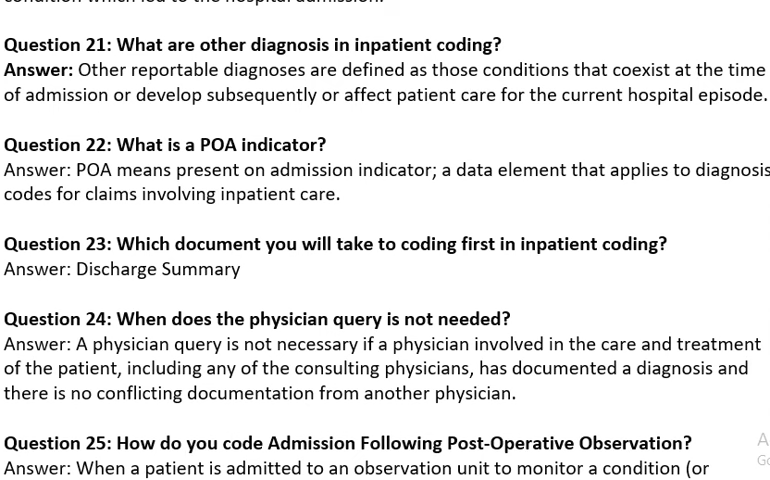 condition which led to the hospital admission.
Question 21: What are other diagnosis in inpatient coding?
Answer: Other reportable diagnoses are defined as those conditions that coexist at the time
of admission or develop subsequently or affect patient care for the current hospital episode.
Question 22: What is a POA indicator?
Answer: POA means present on admission indicator; a data element that applies to diagnosis
codes for claims involving inpatient care.
Question 23: Which document you will take to coding first in inpatient coding?
Answer: Discharge Summary
Question 24: When does the physician query is not needed?
Answer: A physician query is not necessary if a physician involved in the care and treatment
of the patient, including any of the consulting physicians, has documented a diagnosis and
there is no conflicting documentation from another physician.
Question 25: How do you code Admission Following Post-Operative Observation?
Answer: When a patient is admitted to an observation unit to monitor a condition (or